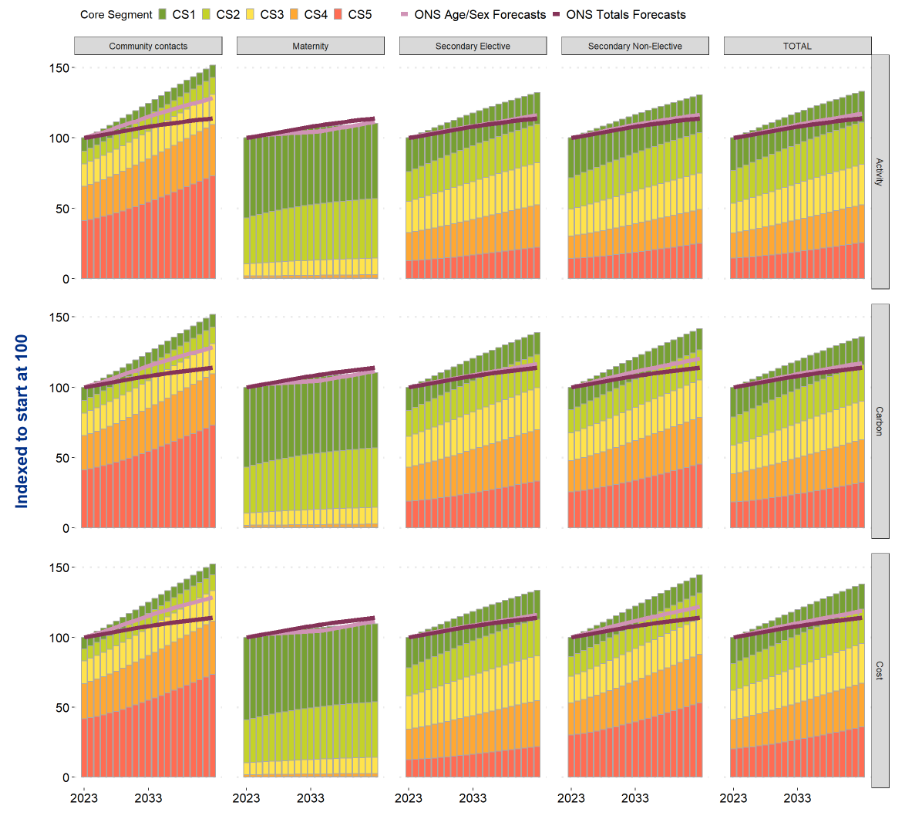 Core Segment CS1 CS2 CS3 CS4 CS5 ONS Age/Sex Forecasts ONS Totals Forecasts
Community contacts Maternity Secondary Elective Secondary Non-Elective TOTAL
150
100
50
0
Activity
150
100
50
0
Carbon
Indexed to start at 100
150
100
50
0
Cost
2023 2033 2023 2033 2023 2033 2023 2033 2023 2033